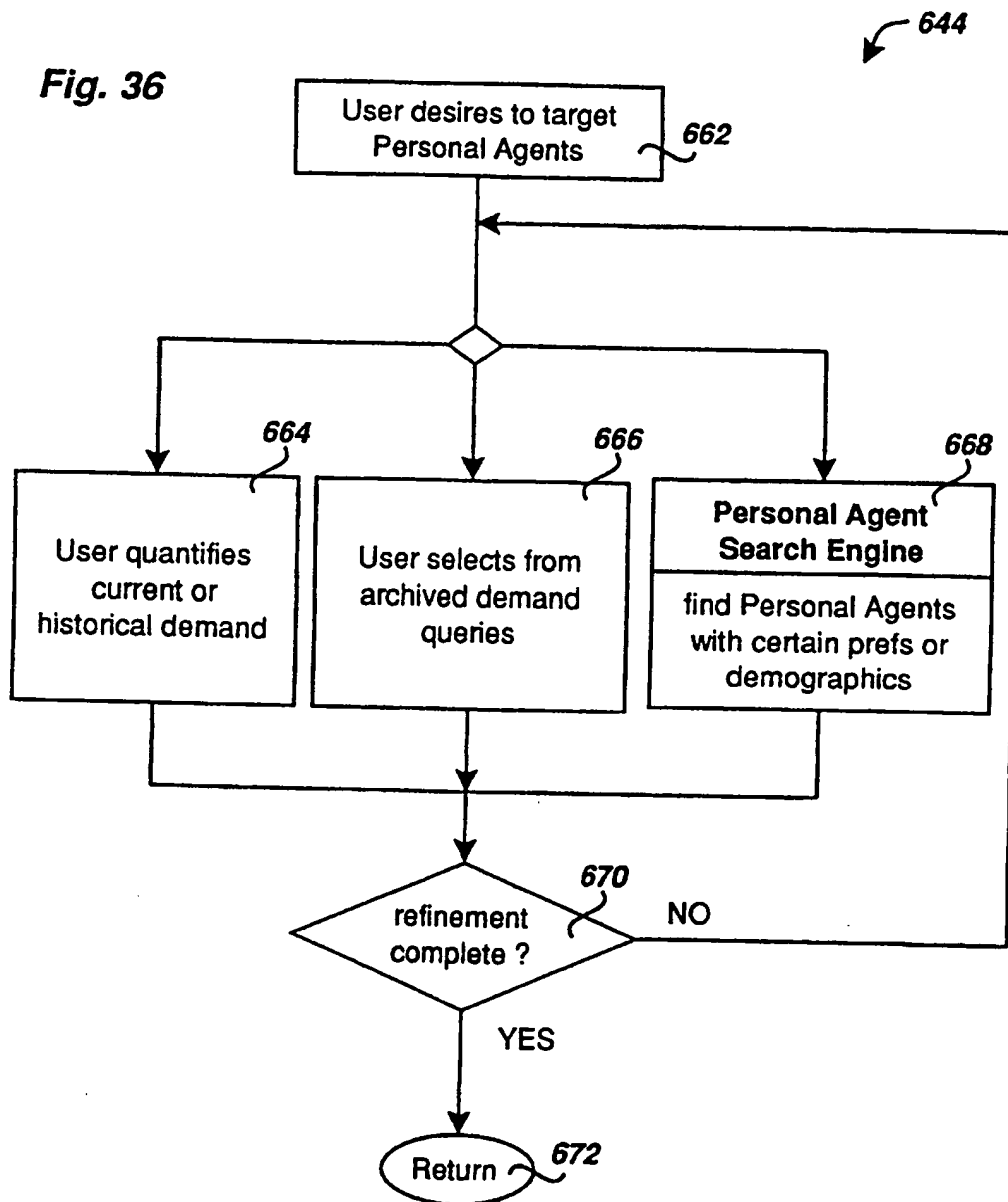 644
Fig. 36
User desires to target
Personal Agents
662
664
666
668
User quantifies
current or
historical demand
User selects from
archived demand
queries
Personal Agent
Search Engine
find Personal Agents
with certain prefs or
demographics
670
refinement
complete ?
NO
YES
Return
672